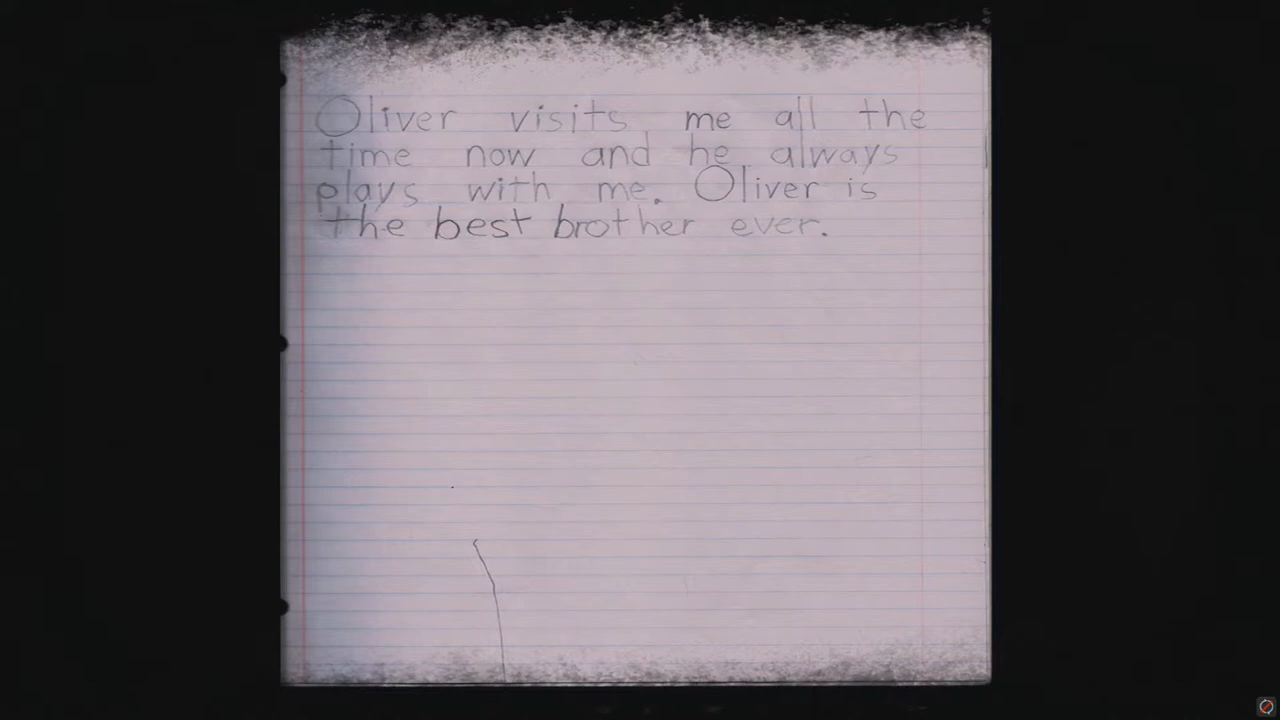 Oliver visits me all the
time now and he always
plays with me. Oliver is
the best brother ever.